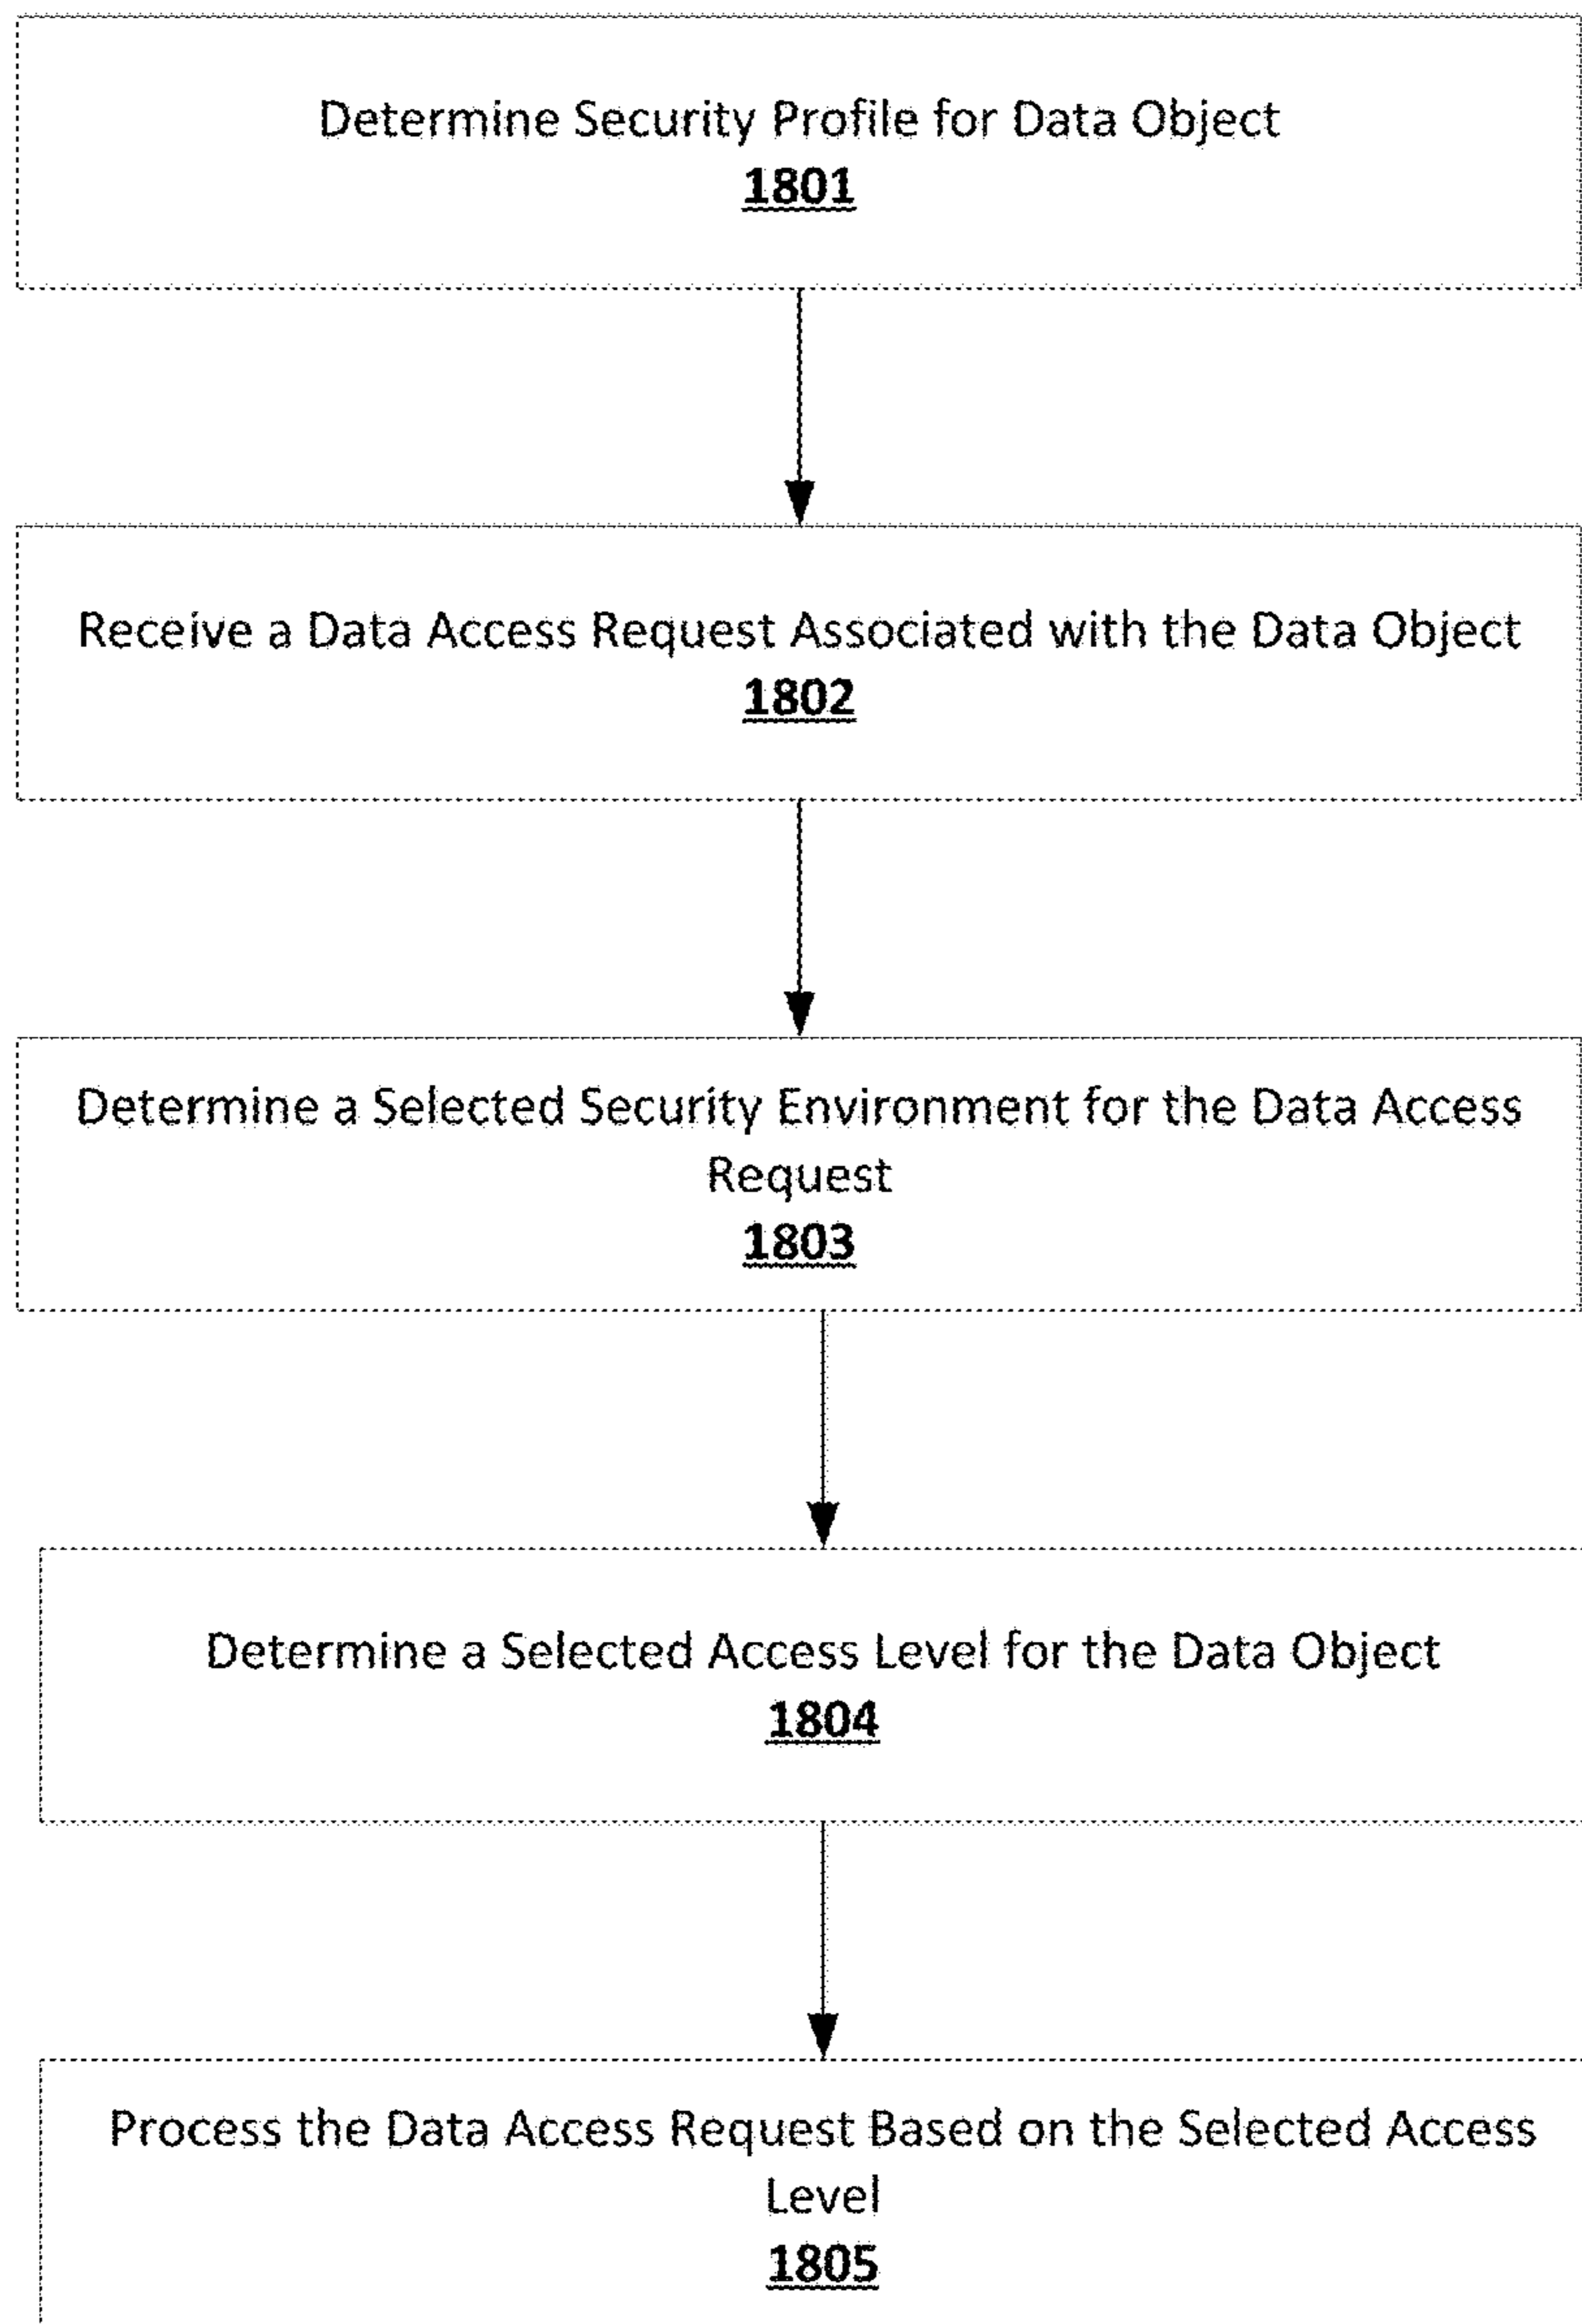 Determine Security Profile for Data Object
1801
Receive a Data Access Request Associated with the Data Object
1802
Determine a Selected Security Environment for the Data Access
Request
1803
Determine a Selected Access Level for the Data Object
1804
Process the Data Access Request Based on the Selected Access
Level
1805